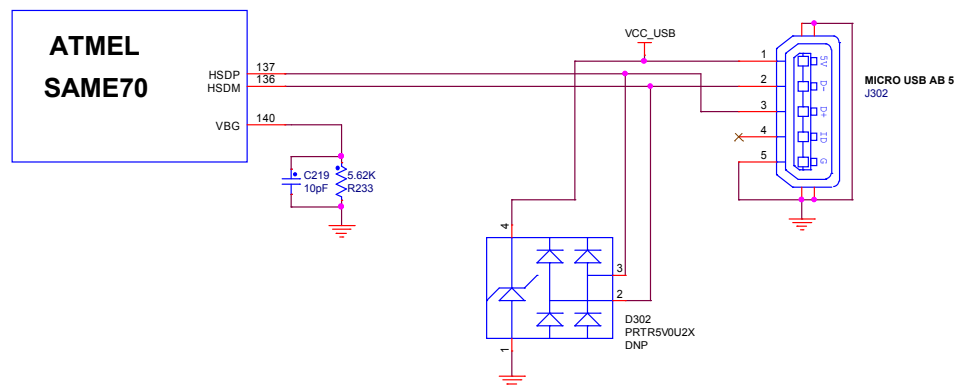 ATMEL
SAME70
HSDP
137
HSDM
136
VBG
140
C219
10pF
5.62K
R233
VCC_USB
1
2
3
4
5
5V
D-
D+
ID
G
MICRO USB AB 5
J302
4
3
2
1
D302
PRTR5V0U2X
DNP